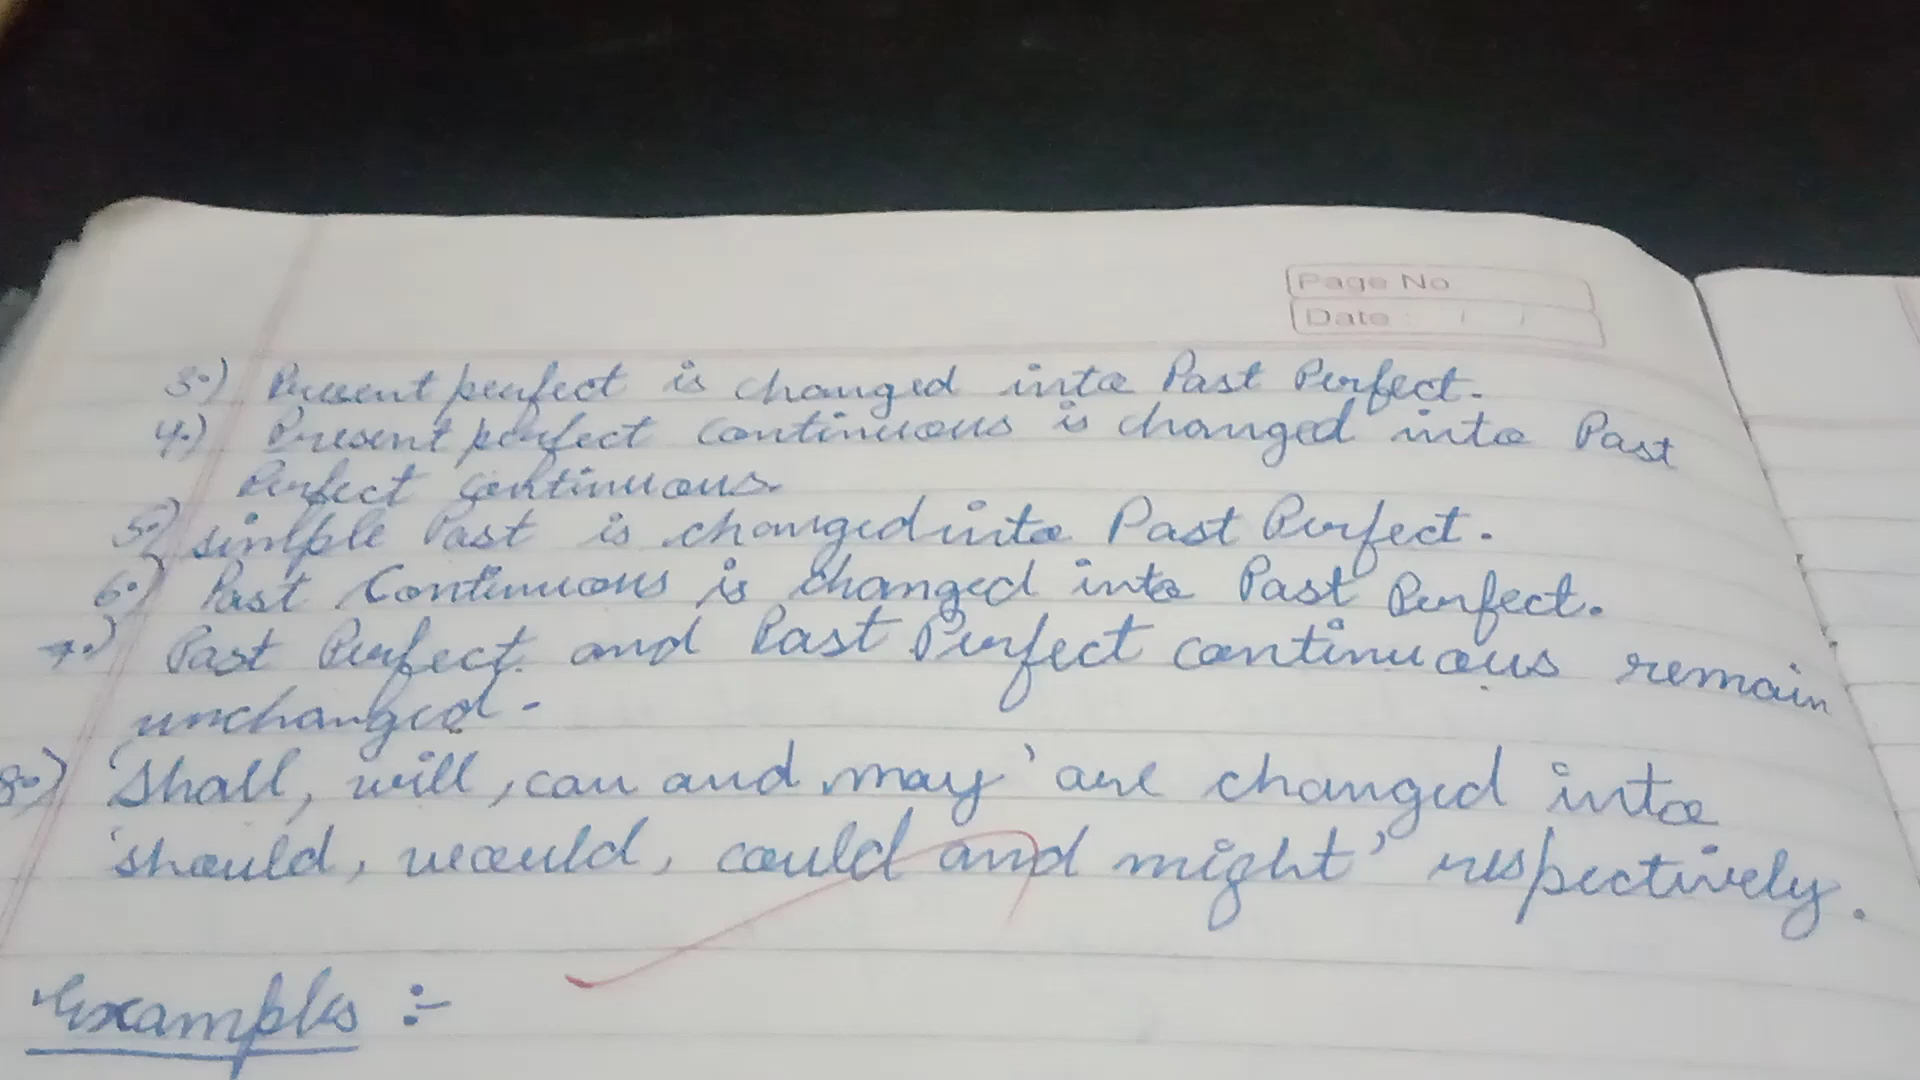 Page No
Date : / /
3.) Present perfect is changed into Past Perfect.
4.) Present perfect continuous is changed into Past
Perfect continuous.
5.) simple Past is changed into Past Perfect.
6.) Past Continuous is changed into Past Perfect.
7.) Past Perfect and Past Perfect continuous remain
unchanged.
8.) 'Shall, will, can and may' are changed into
'should, would, could and might' respectively.
Examples :-